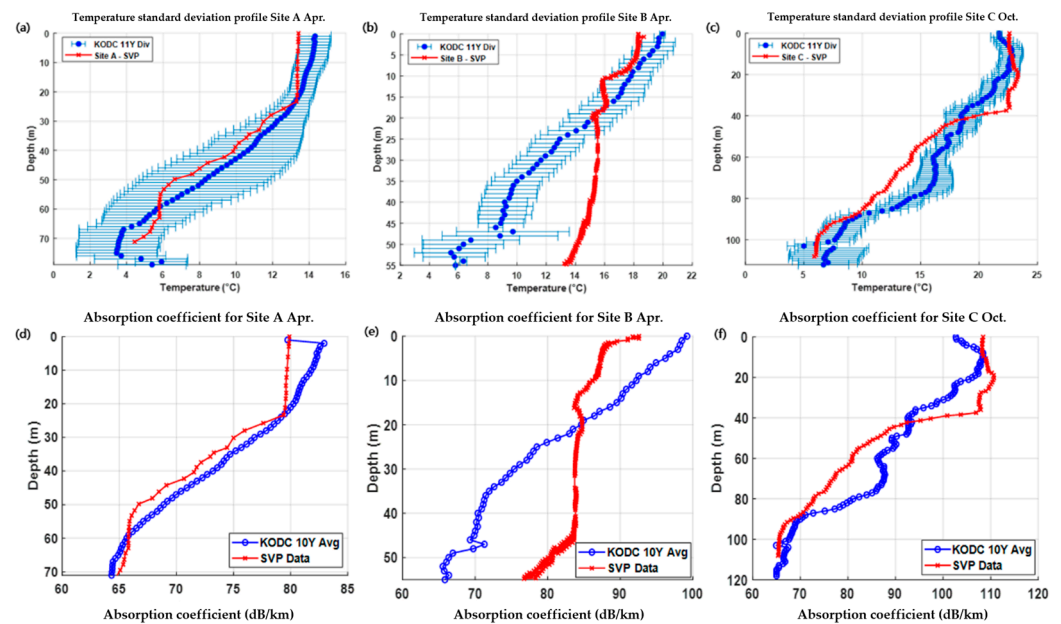 Temperature standard deviation profile Site A Apr.
(a)
KODC 11Y Div
Site A - SVP
0
10
20
30
40
50
60
70
Depth (m)
0 2 4 6 8 10 12 14 16
Temperature (°C)
Temperature standard deviation profile Site B Apr.
(b)
KODC 11Y Div
Site B - SVP
0
5
10
15
20
25
30
35
40
45
50
55
Depth (m)
2 4 6 8 10 12 14 16 18 20 22
Temperature (°C)
Temperature standard deviation profile Site C Oct.
(c)
KODC 11Y Div
Site C - SVP
0
20
40
60
80
100
Depth (m)
0 5 10 15 20 25
Temperature (°C)
Absorption coefficient for Site A Apr.
(d)
0
10
20
30
40
50
60
70
Depth (m)
KODC 10Y Avg
SVP Data
60 65 70 75 80 85
Absorption coefficient (dB/km)
Absorption coefficient for Site B Apr.
(e)
0
10
20
30
40
50
Depth (m)
KODC 10Y Avg
SVP Data
60 70 80 90 100
Absorption coefficient (dB/km)
Absorption coefficient for Site C Oct.
(f)
0
20
40
60
80
100
120
Depth (m)
KODC 10Y Avg
SVP Data
60 70 80 90 100 110 120
Absorption coefficient (dB/km)